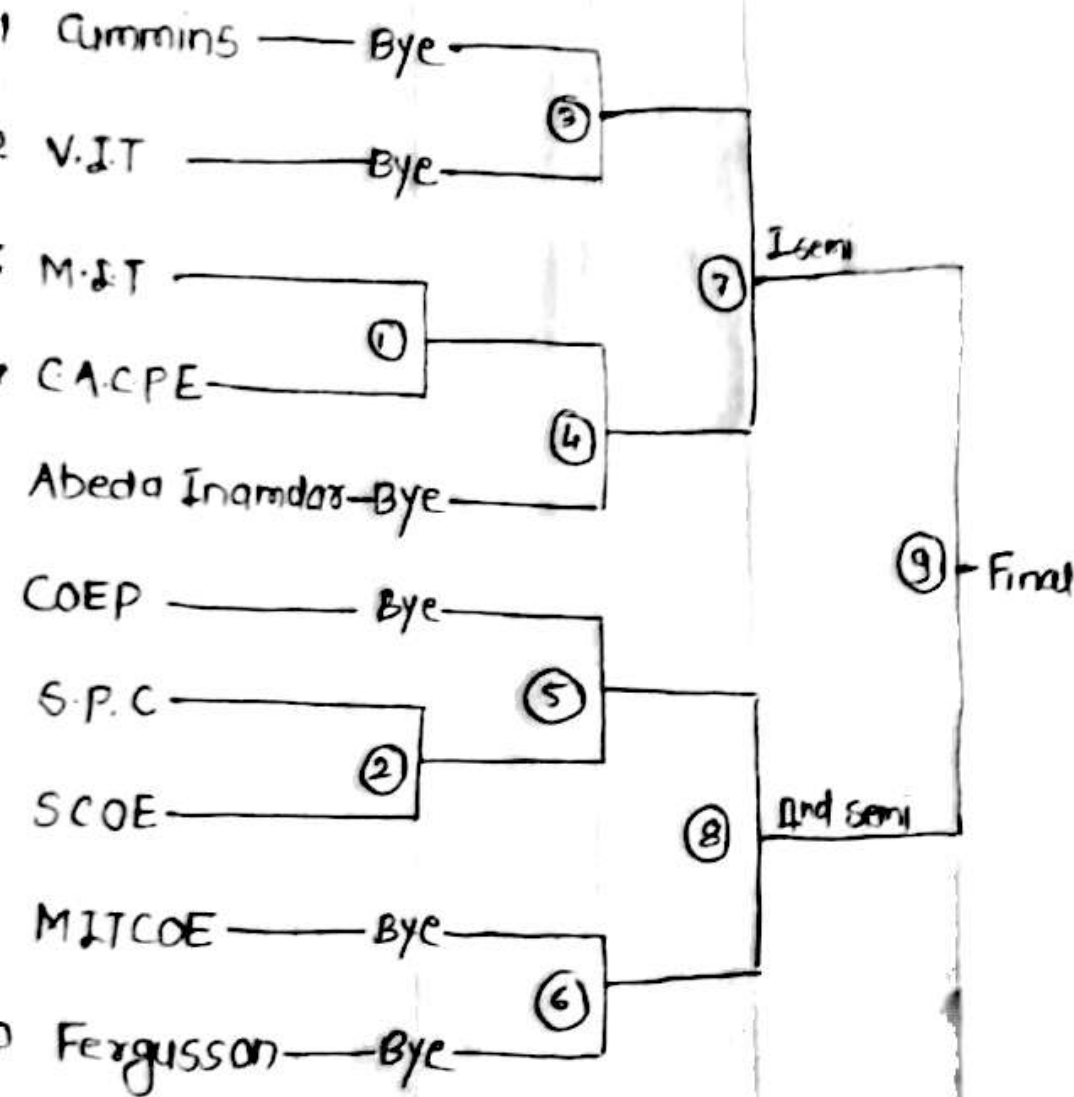 Cummins — Bye
③
V.I.T — Bye
I semi
M.I.T
⑦
①
C.A.C.P.E
④
Abeda Inamdar - Bye
⑨ - Final
COEP — Bye
S.P.C
⑤
②
SCOE
IInd semi
⑧
MITCOE — Bye
⑥
Fergusson — Bye